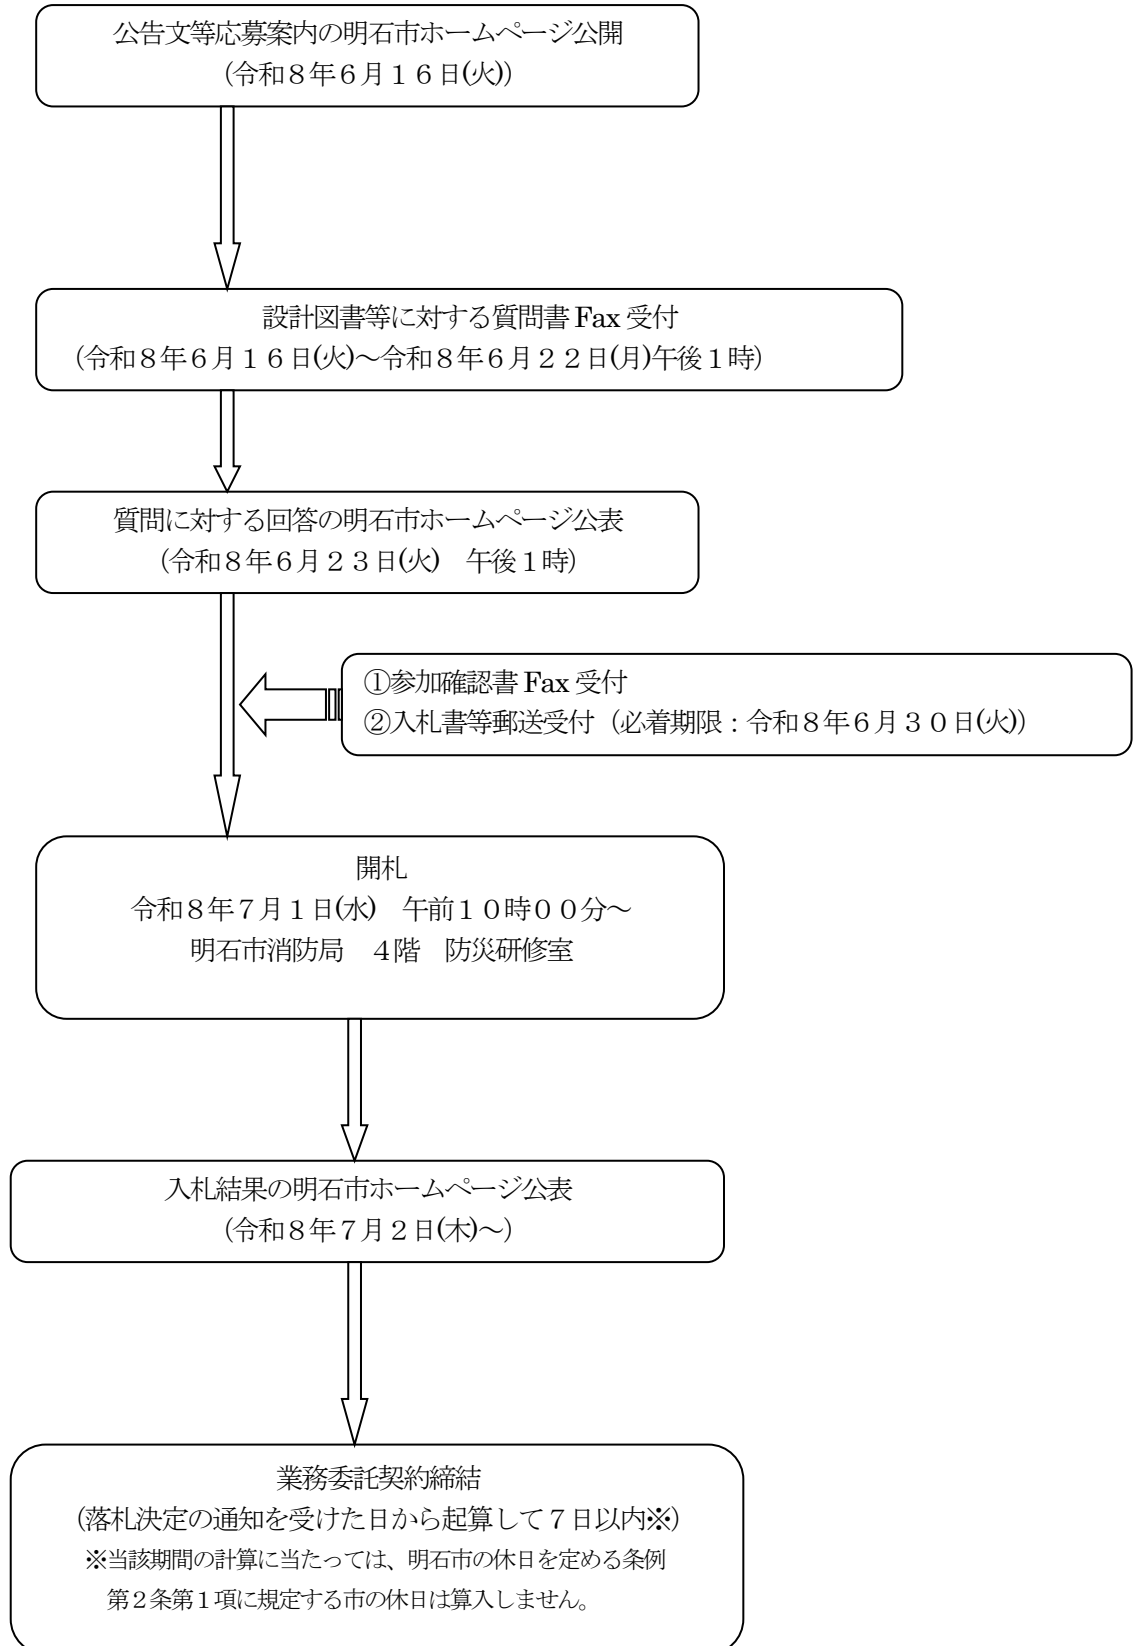 公告文等応募案内の明石市ホームページ公開
(令和８年６月１６日(火))
設計図書等に対する質問書 Fax 受付
(令和８年６月１６日(火)～令和８年６月２２日(月)午後１時)
質問に対する回答の明石市ホームページ公表
(令和８年６月２３日(火)　午後１時)
①参加確認書 Fax 受付
②入札書等郵送受付（必着期限：令和８年６月３０日(火)）
開札
令和８年７月１日(水)　午前１０時００分～
明石市消防局　４階　防災研修室
入札結果の明石市ホームページ公表
(令和８年７月２日(木)～)
業務委託契約締結
(落札決定の通知を受けた日から起算して７日以内※)
※当該期間の計算に当たっては、明石市の休日を定める条例
第２条第１項に規定する市の休日は算入しません。